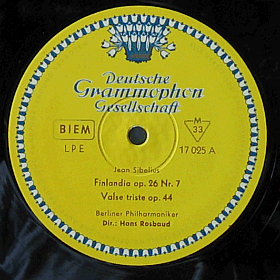 Deutsche
Grammophon
Gesellschaft
BIEM
LPE
M
33
17 025 A
Jean Sibelius
Finlandia op. 26 Nr. 7
Valse triste op. 44
Berliner Philharmoniker
Dir.: Hans Rosbaud